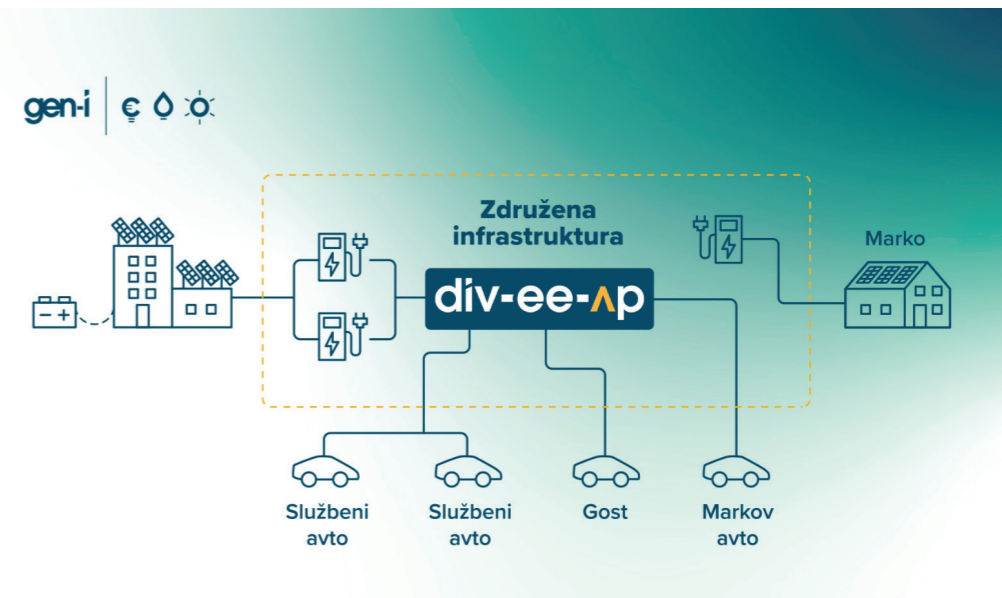 gen-i
Združena
infrastruktura
div-ee-ʌp
Marko
Službeni
avto
Službeni
avto
Gost
Markov
avto